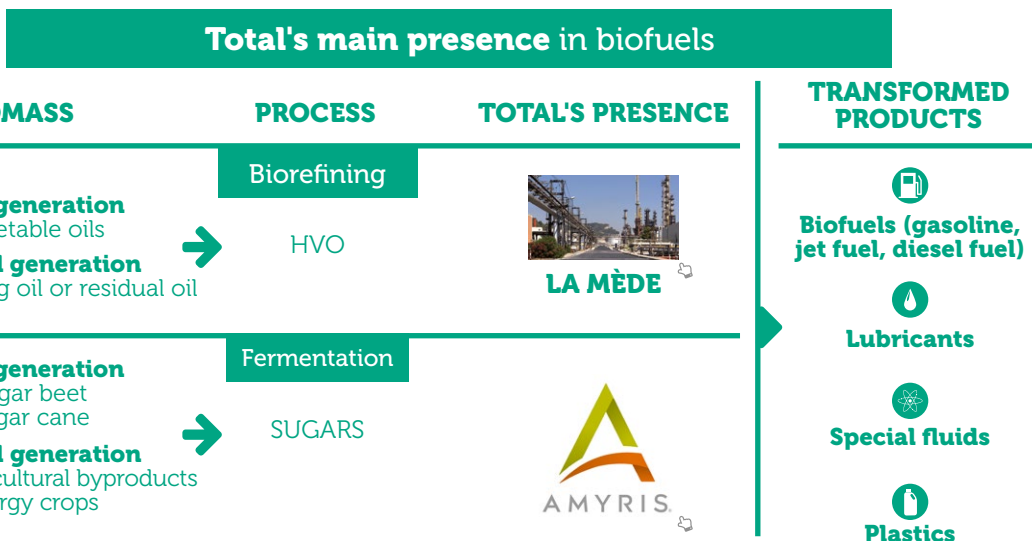 Total's main presence in biofuels
OMASS
PROCESS
TOTAL'S PRESENCE
TRANSFORMED
PRODUCTS
Biorefining
generation
etable oils
generation
g oil or residual oil
HVO
LA MÈDE
Fermentation
generation
gar beet
gar cane
generation
cultural byproducts
rgy crops
SUGARS
AMYRIS
Biofuels (gasoline,
jet fuel, diesel fuel)
Lubricants
Special fluids
Plastics